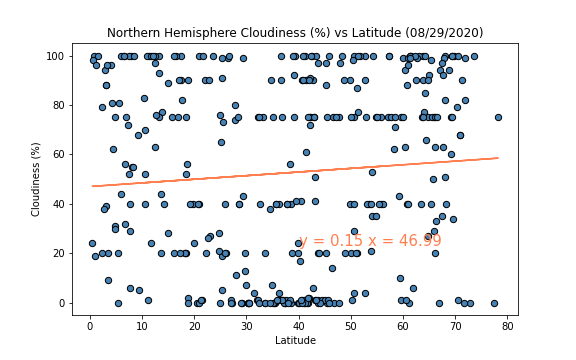 Northern Hemisphere Cloudiness (%) vs Latitude (08/29/2020)
100
80
60
40
20
0
Cloudiness (%)
y = 0.15 x = 46.99
0 10 20 30 40 50 60 70 80
Latitude